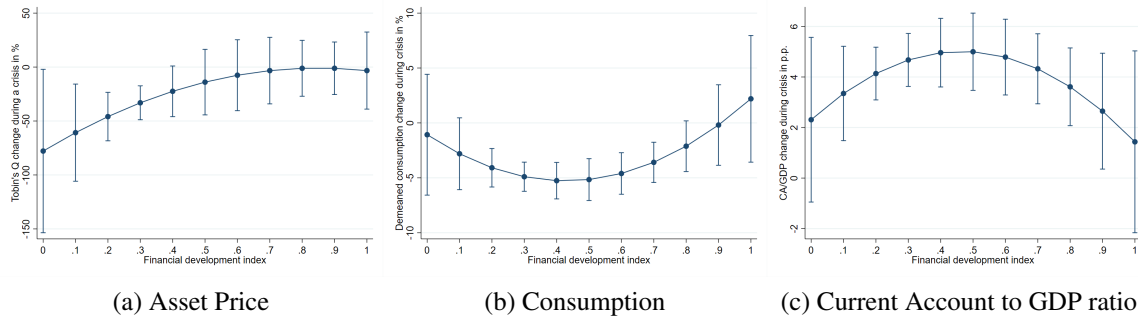 Tobin's Q change during a crisis in %
50
0
-50
-100
-150
0 .1 .2 .3 .4 .5 .6 .7 .8 .9 1
Financial development index
(a) Asset Price
Demeaned consumption change during crisis in %
10
5
0
-5
-10
0 .1 .2 .3 .4 .5 .6 .7 .8 .9 1
Financial development index
(b) Consumption
CA/GDP change during crisis in p.p.
6
4
2
0
-2
0 .1 .2 .3 .4 .5 .6 .7 .8 .9 1
Financial development index
(c) Current Account to GDP ratio